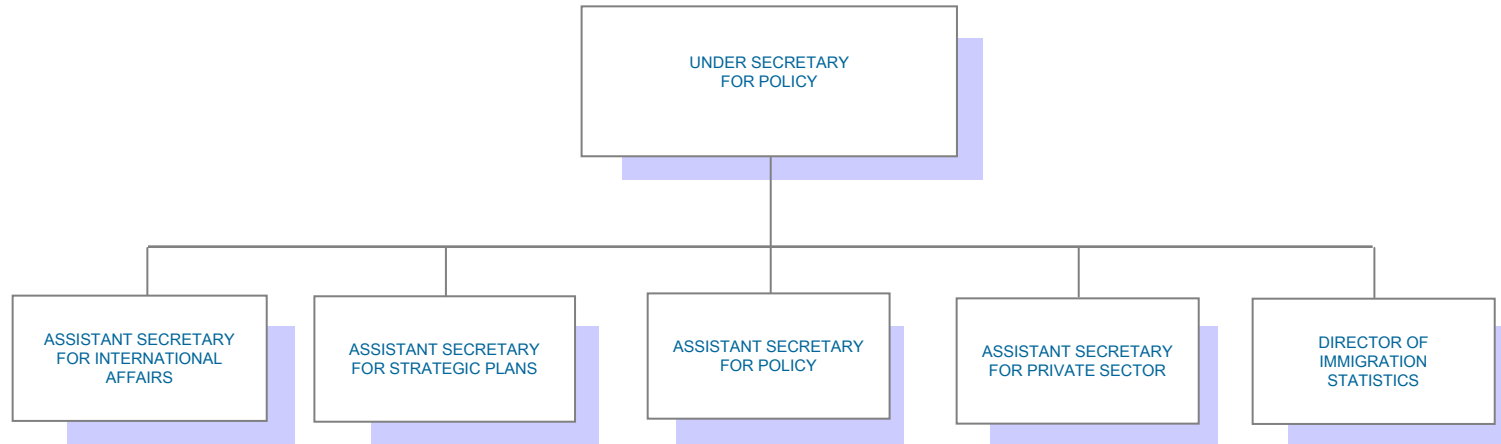 UNDER SECRETARY
FOR POLICY
ASSISTANT SECRETARY
FOR INTERNATIONAL
AFFAIRS
ASSISTANT SECRETARY
FOR STRATEGIC PLANS
ASSISTANT SECRETARY
FOR POLICY
ASSISTANT SECRETARY
FOR PRIVATE SECTOR
DIRECTOR OF
IMMIGRATION
STATISTICS